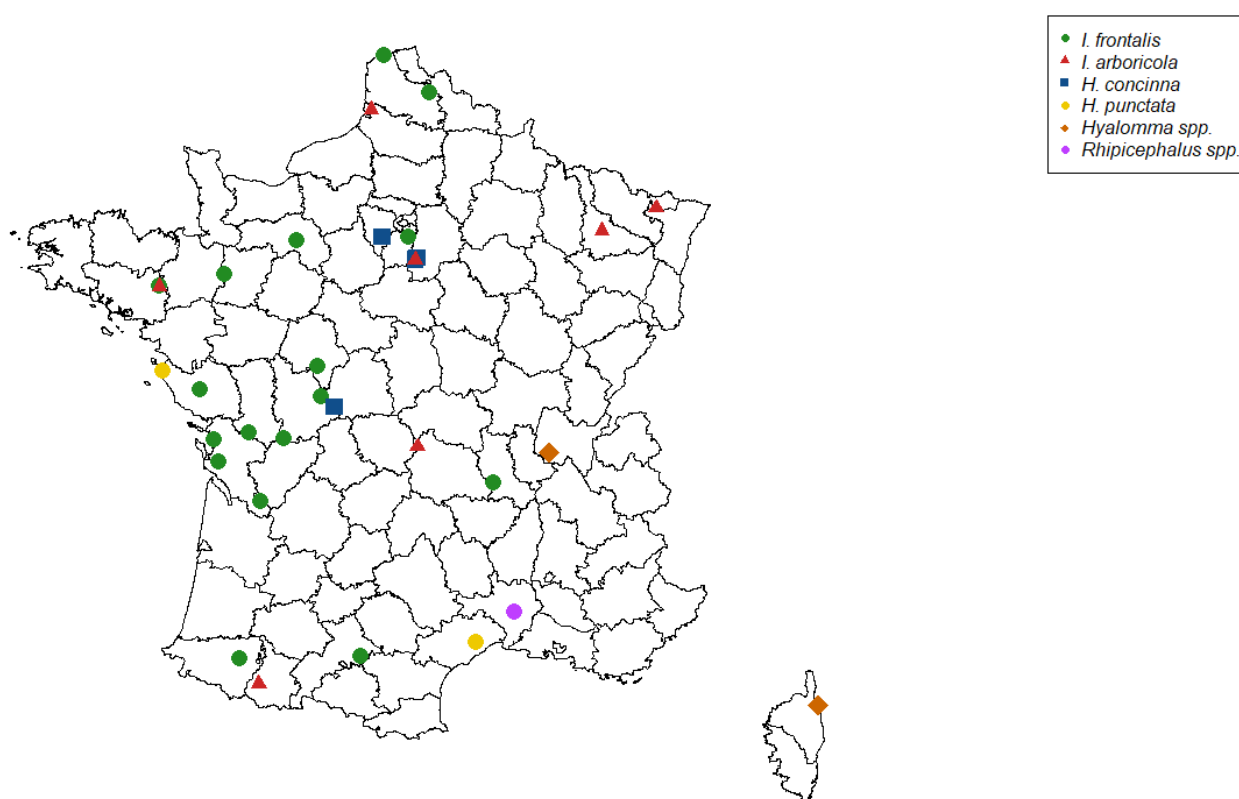 I. frontalis
I. arboricola
H. concinna
H. punctata
Hyalomma spp.
Rhipicephalus spp.